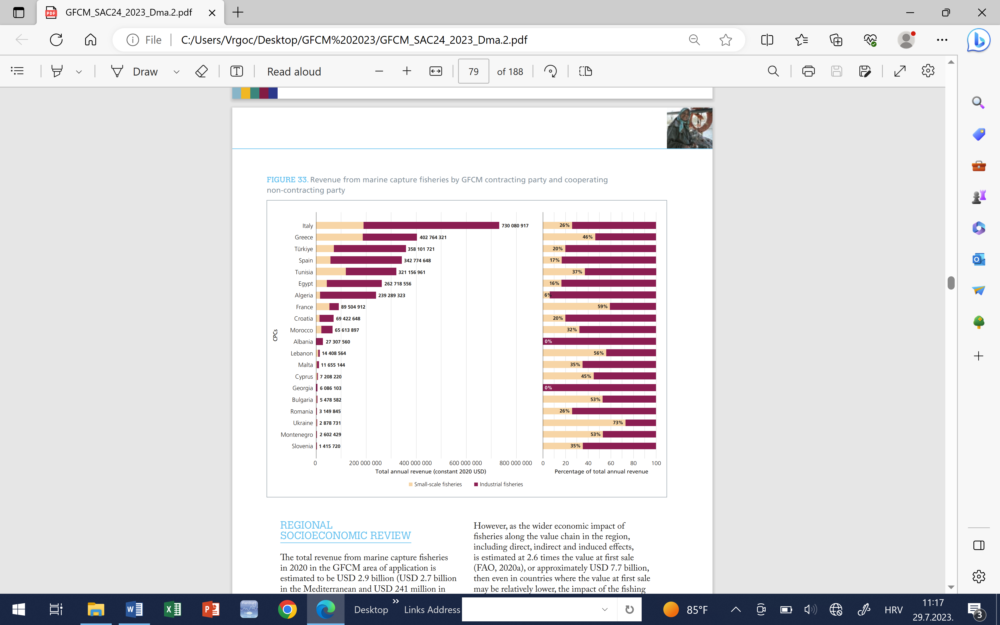 GFCM_SAC24_2023_Dma.2.pdf
File
C:/Users/Vrgoc/Desktop/GFCM%202023/GFCM_SAC24_2023_Dma.2.pdf
Draw
Read aloud
79 of 188
FIGURE 33. Revenue from marine capture fisheries by GFCM contracting party and cooperating
non-contracting party
CPCs
Italy 730 080 917 26%
Greece 402 764 321 46%
Türkiye 358 101 721 20%
Spain 342 774 648 17%
Tunisia 321 156 961 37%
Egypt 262 718 556 16%
Algeria 239 289 323 6%
France 89 504 912 59%
Croatia 69 422 648 20%
Morocco 65 613 897 32%
Albania 27 307 560 0%
Lebanon 14 408 564 56%
Malta 11 655 144 35%
Cyprus 7 208 220 45%
Georgia 6 086 103 0%
Bulgaria 5 478 582 53%
Romania 3 149 845 26%
Ukraine 2 878 731 73%
Montenegro 2 602 429 53%
Slovenia 1 415 720 35%
0 200 000 000 400 000 000 600 000 000 800 000 000 0 20 40 60 80 100
Total annual revenue (constant 2020 USD) Percentage of total annual revenue
Small-scale fisheries Industrial fisheries
REGIONAL
SOCIOECONOMIC REVIEW
The total revenue from marine capture fisheries
in 2020 in the GFCM area of application is
estimated to be USD 2.9 billion (USD 2.7 billion
in the Mediterranean and USD 241 million in
However, as the wider economic impact of
fisheries along the value chain in the region,
including direct, indirect and induced effects,
is estimated at 2.6 times the value at first sale
(FAO, 2020a), or approximately USD 7.7 billion,
then even in countries where the value at first sale
may be relatively lower, the impact of the fishing
Desktop
Links
Address
85°F
HRV
11:17
29.7.2023.
3